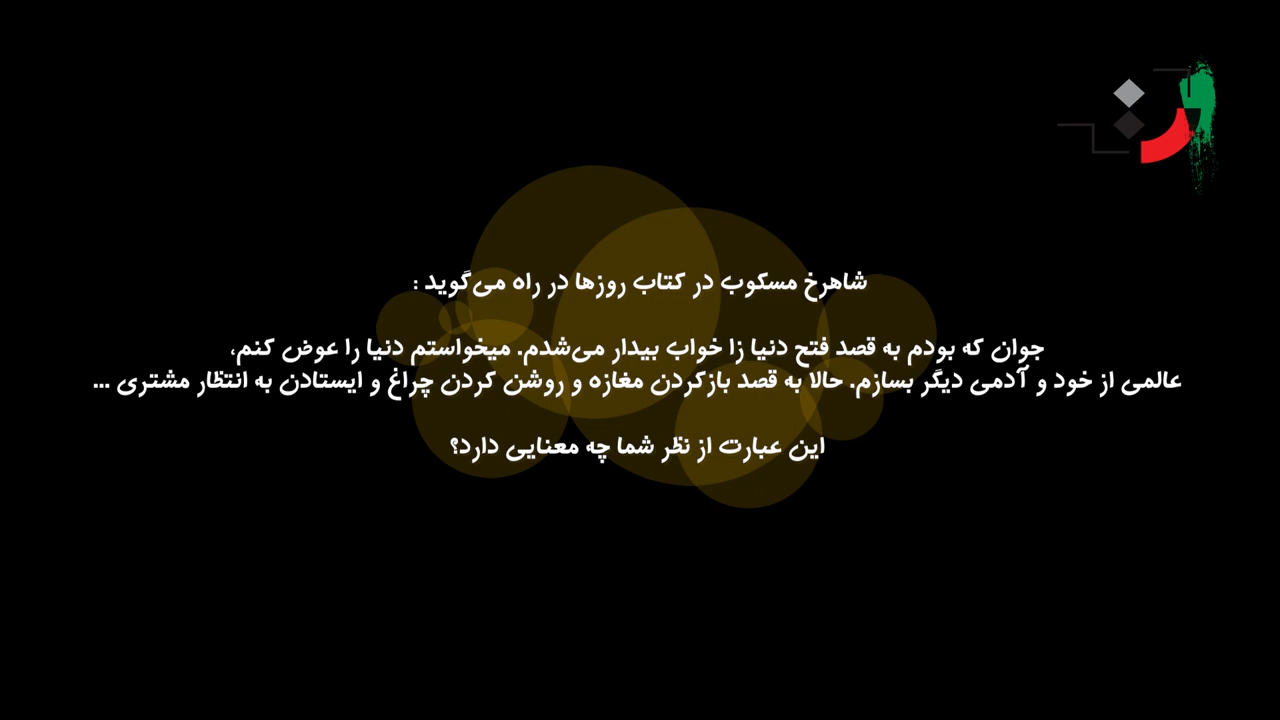 شاهرخ مسکوب در کتاب روزها در راه می‌گوید :
جوان که بودم به قصد فتح دنیا زا خواب بیدار می‌شدم. میخواستم دنیا را عوض کنم،
عالمی از خود و آدمی دیگر بسازم. حالا به قصد بازکردن مغازه و روشن کردن چراغ و ایستادن به انتظار مشتری ...
این عبارت از نظر شما چه معنایی دارد؟